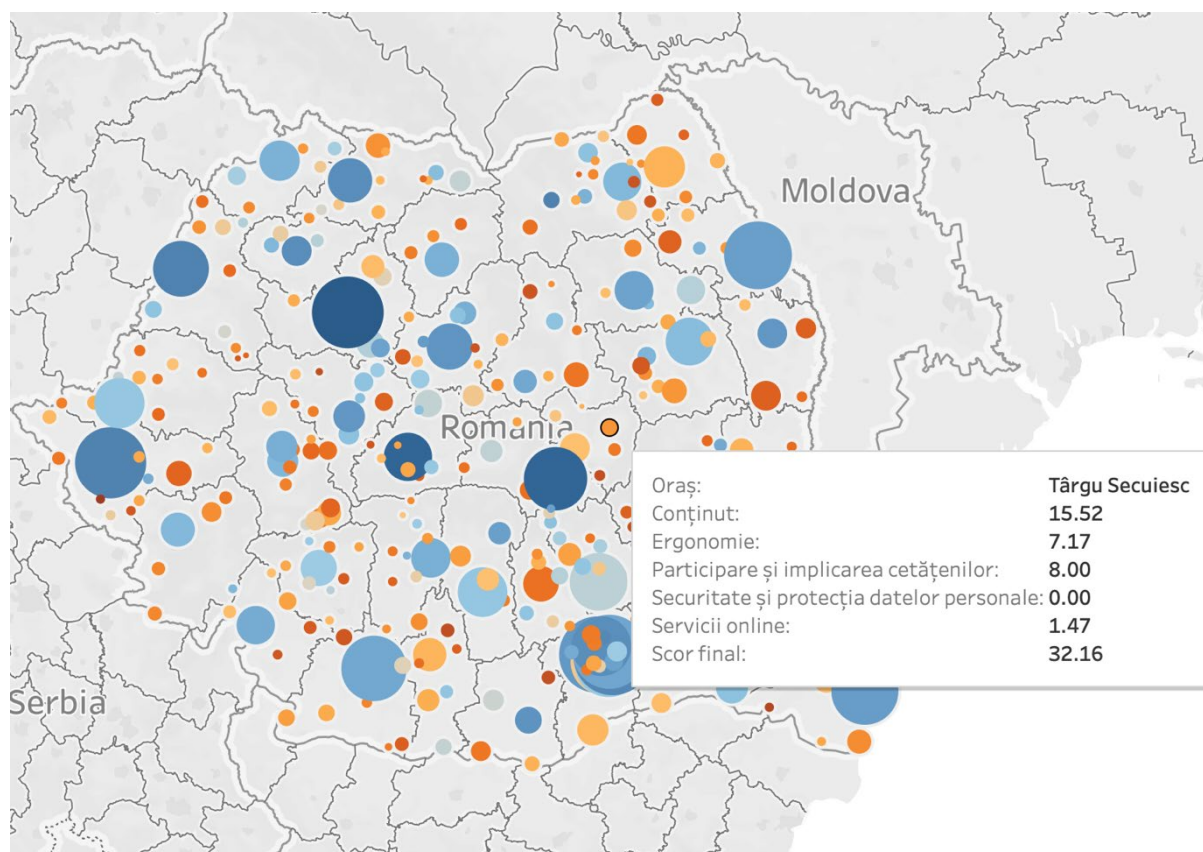 Moldova
Romania
Oraș: Târgu Secuiesc
Conținut: 15.52
Ergonomie: 7.17
Participare și implicarea cetățenilor: 8.00
Securitate și protecția datelor personale: 0.00
Servicii online: 1.47
Scor final: 32.16
Serbia